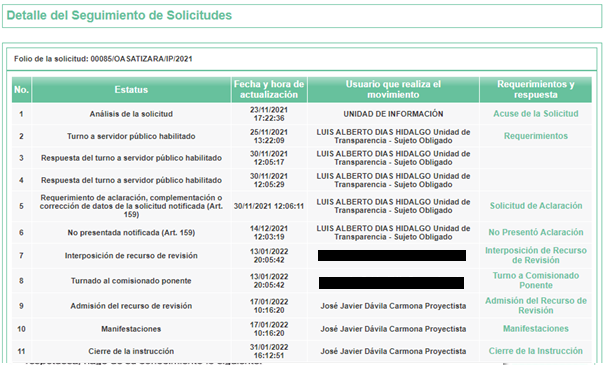 Detalle del Seguimiento de Solicitudes
Folio de la solicitud: 00085/OASATIZARA/IP/2021
No. Estatus Fecha y hora de actualización Usuario que realiza el movimiento Requerimientos y respuesta
1 Análisis de la solicitud 23/11/2021 17:22:36 UNIDAD DE INFORMACIÓN Acuse de la Solicitud
2 Turno a servidor público habilitado 25/11/2021 13:22:09 LUIS ALBERTO DIAS HIDALGO Unidad de Transparencia - Sujeto Obligado Requerimientos
3 Respuesta del turno a servidor público habilitado 30/11/2021 12:05:17 LUIS ALBERTO DIAS HIDALGO Unidad de Transparencia - Sujeto Obligado
4 Respuesta del turno a servidor público habilitado 30/11/2021 12:05:29 LUIS ALBERTO DIAS HIDALGO Unidad de Transparencia - Sujeto Obligado
5 Requerimiento de aclaración, complementación o corrección de datos de la solicitud notificada (Art. 159) 30/11/2021 12:06:11 LUIS ALBERTO DIAS HIDALGO Unidad de Transparencia - Sujeto Obligado Solicitud de Aclaración
6 No presentada notificada (Art. 159) 14/12/2021 12:03:19 LUIS ALBERTO DIAS HIDALGO Unidad de Transparencia - Sujeto Obligado No Presentó Aclaración
7 Interposición de recurso de revisión 13/01/2022 20:05:42 Interposición de Recurso de Revisión
8 Turnado al comisionado ponente 13/01/2022 20:05:42 Turno a Comisionado Ponente
9 Admisión del recurso de revisión 17/01/2022 10:16:20 José Javier Dávila Carmona Proyectista Admisión del Recurso de Revisión
10 Manifestaciones 17/01/2022 10:16:20 José Javier Dávila Carmona Proyectista Manifestaciones
11 Cierre de la instrucción 31/01/2022 16:12:51 José Javier Dávila Carmona Proyectista Cierre de la Instrucción